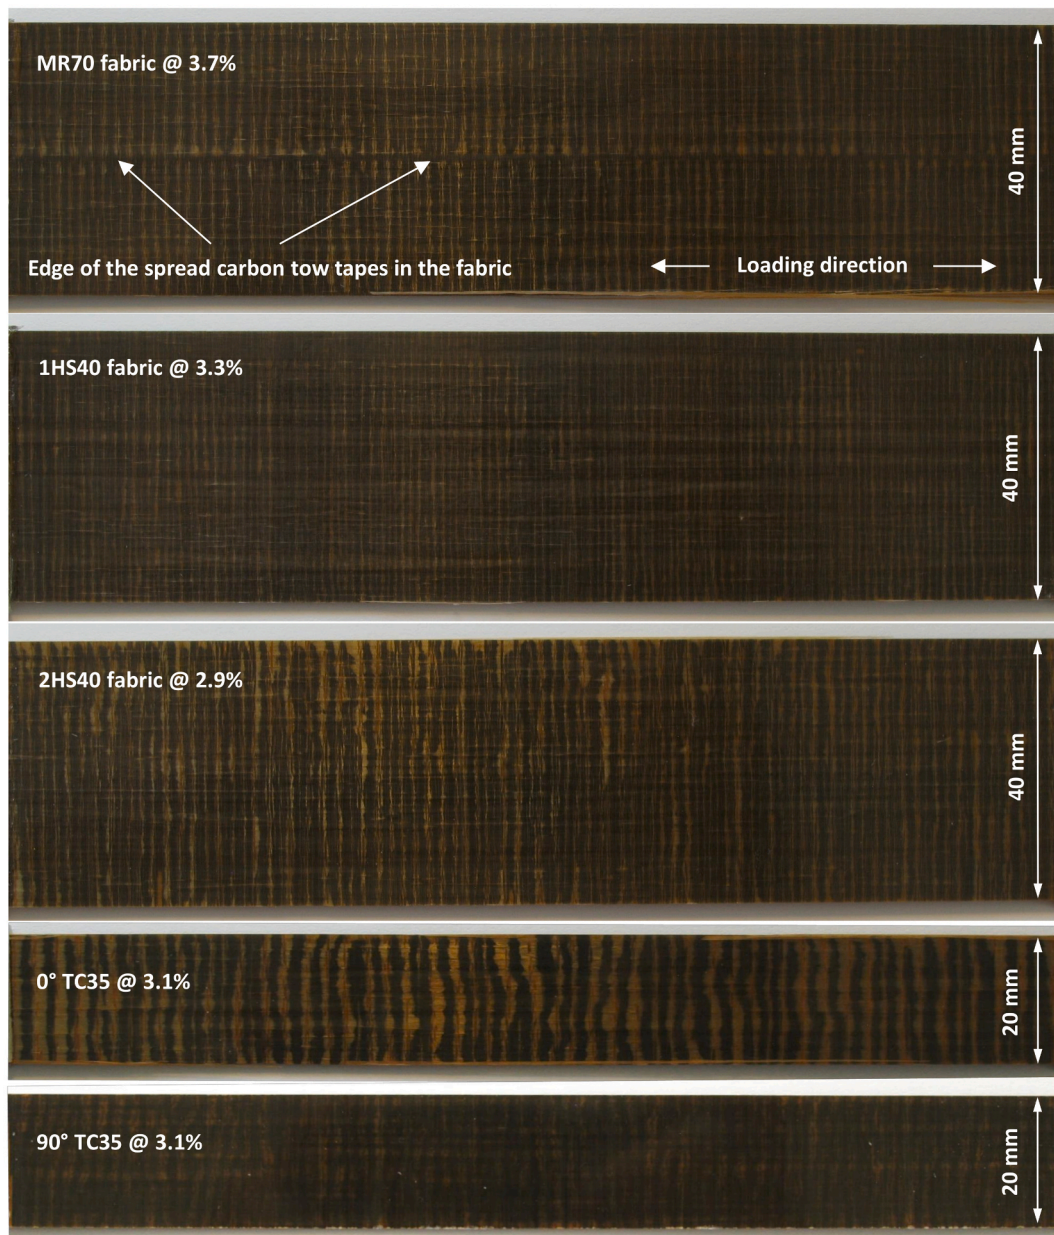 MR70 fabric @ 3.7%
40 mm
Edge of the spread carbon tow tapes in the fabric
Loading direction
1HS40 fabric @ 3.3%
40 mm
2HS40 fabric @ 2.9%
40 mm
0° TC35 @ 3.1%
20 mm
90° TC35 @ 3.1%
20 mm